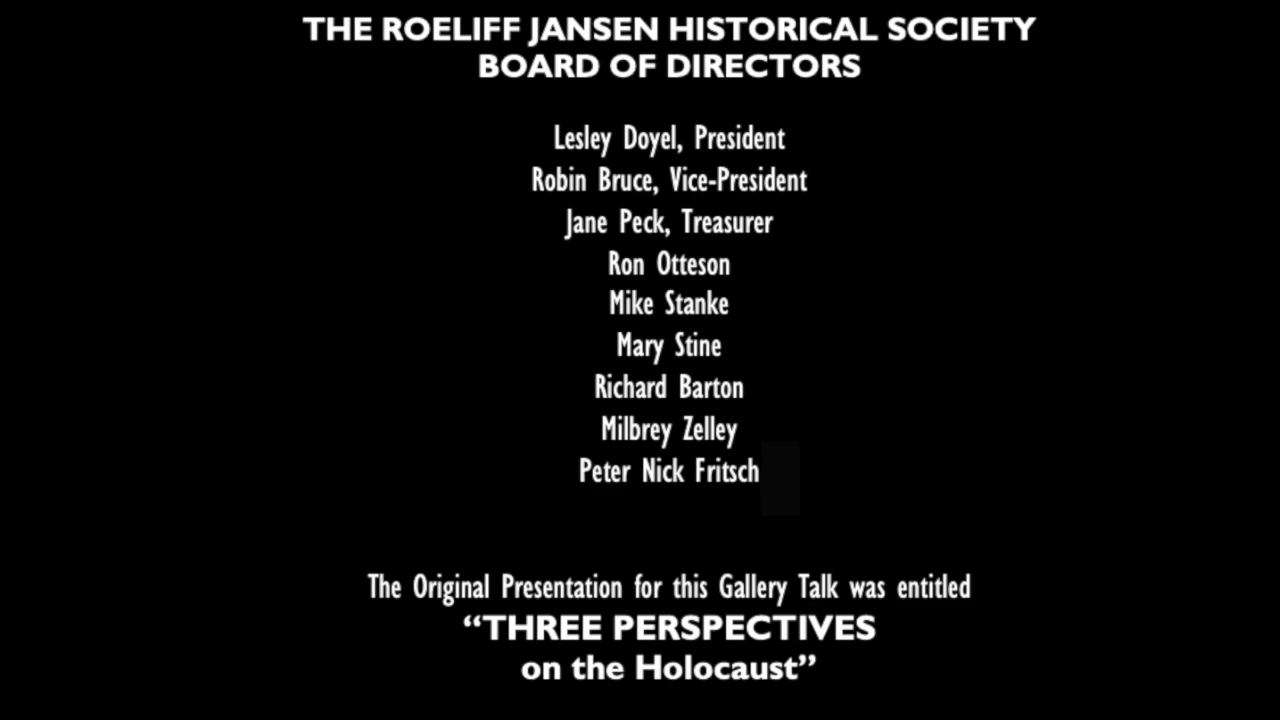 THE ROELIFF JANSEN HISTORICAL SOCIETY
BOARD OF DIRECTORS
Lesley Doyel, President
Robin Bruce, Vice-President
Jane Peck, Treasurer
Ron Otteson
Mike Stanke
Mary Stine
Richard Barton
Milbrey Zelley
Peter Nick Fritsch
The Original Presentation for this Gallery Talk was entitled
“THREE PERSPECTIVES
on the Holocaust”